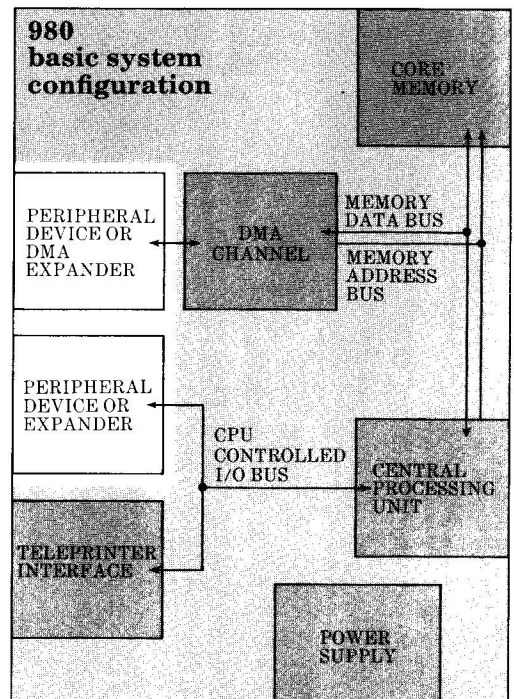 980
basic system
configuration
CORE
MEMORY
PERIPHERAL
DEVICE OR
DMA
EXPANDER
DMA
CHANNEL
MEMORY
DATA BUS
MEMORY
ADDRESS
BUS
PERIPHERAL
DEVICE OR
EXPANDER
CPU
CONTROLLED
I/O BUS
CENTRAL
PROCESSING
UNIT
TELEPRINTER
INTERFACE
POWER
SUPPLY